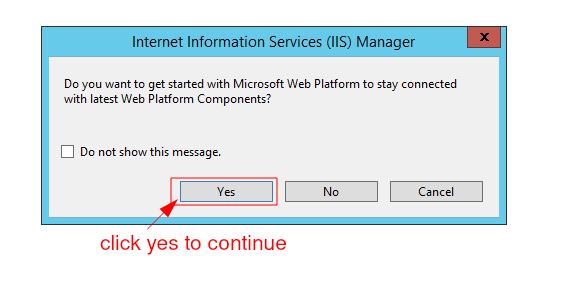 Internet Information Services (IIS) Manager
x
Do you want to get started with Microsoft Web Platform to stay connected
with latest Web Platform Components?
Do not show this message.
Yes No Cancel
click yes to continue